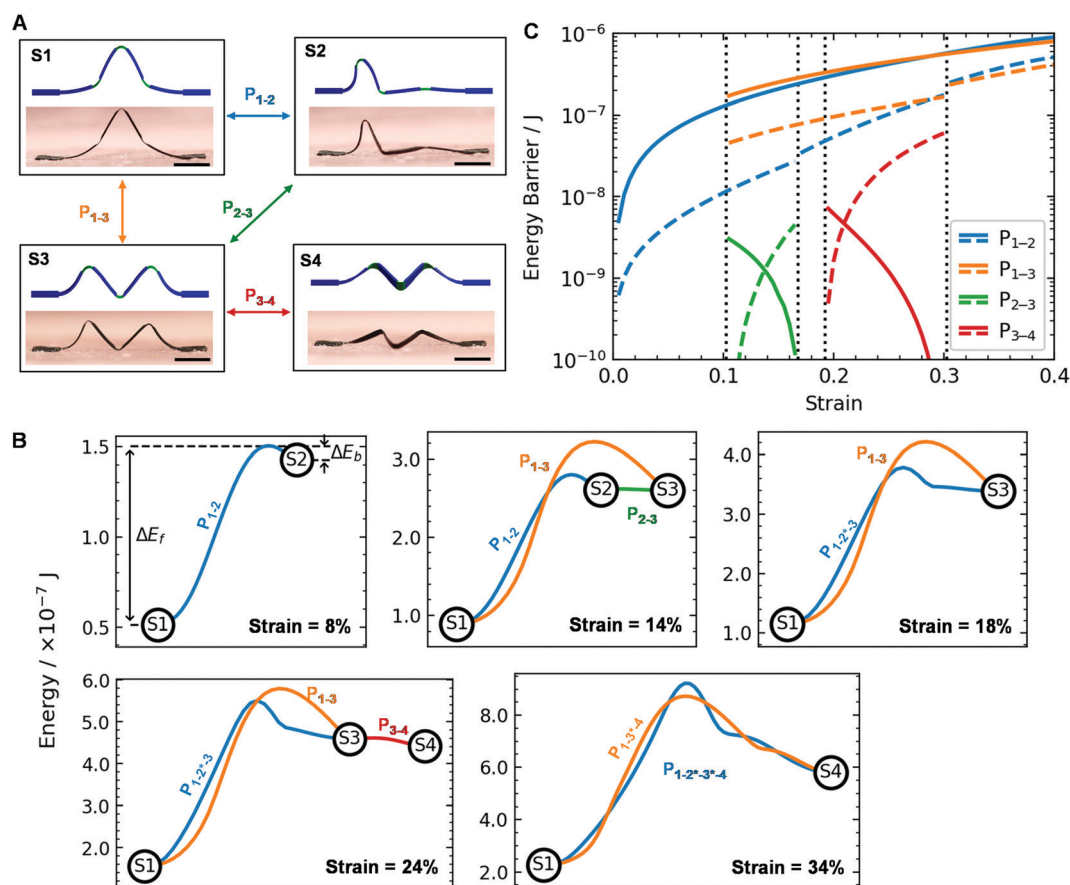 A
S1
P1-2
S2
P1-3
P2-3
S3
P3-4
S4
C
Energy Barrier / J
10⁻⁶
10⁻⁷
10⁻⁸
10⁻⁹
10⁻¹⁰
0.0 0.1 0.2 0.3 0.4
Strain
P1−2
P1−3
P2−3
P3−4
B
Energy / ×10⁻⁷ J
1.5
1.0
0.5
ΔEf
P1-2
S2
ΔEb
S1
Strain = 8%
3.0
2.0
1.0
P1-3
P1-2
S2
S3
P2-3
S1
Strain = 14%
4.0
3.0
2.0
1.0
P1-3
P1-2*-3
S3
S1
Strain = 18%
6.0
5.0
4.0
3.0
2.0
P1-3
P3-4
P1-2*-3
S3
S4
S1
Strain = 24%
8.0
6.0
4.0
2.0
P1-3*-4
P1-2*-3*-4
S4
S1
Strain = 34%